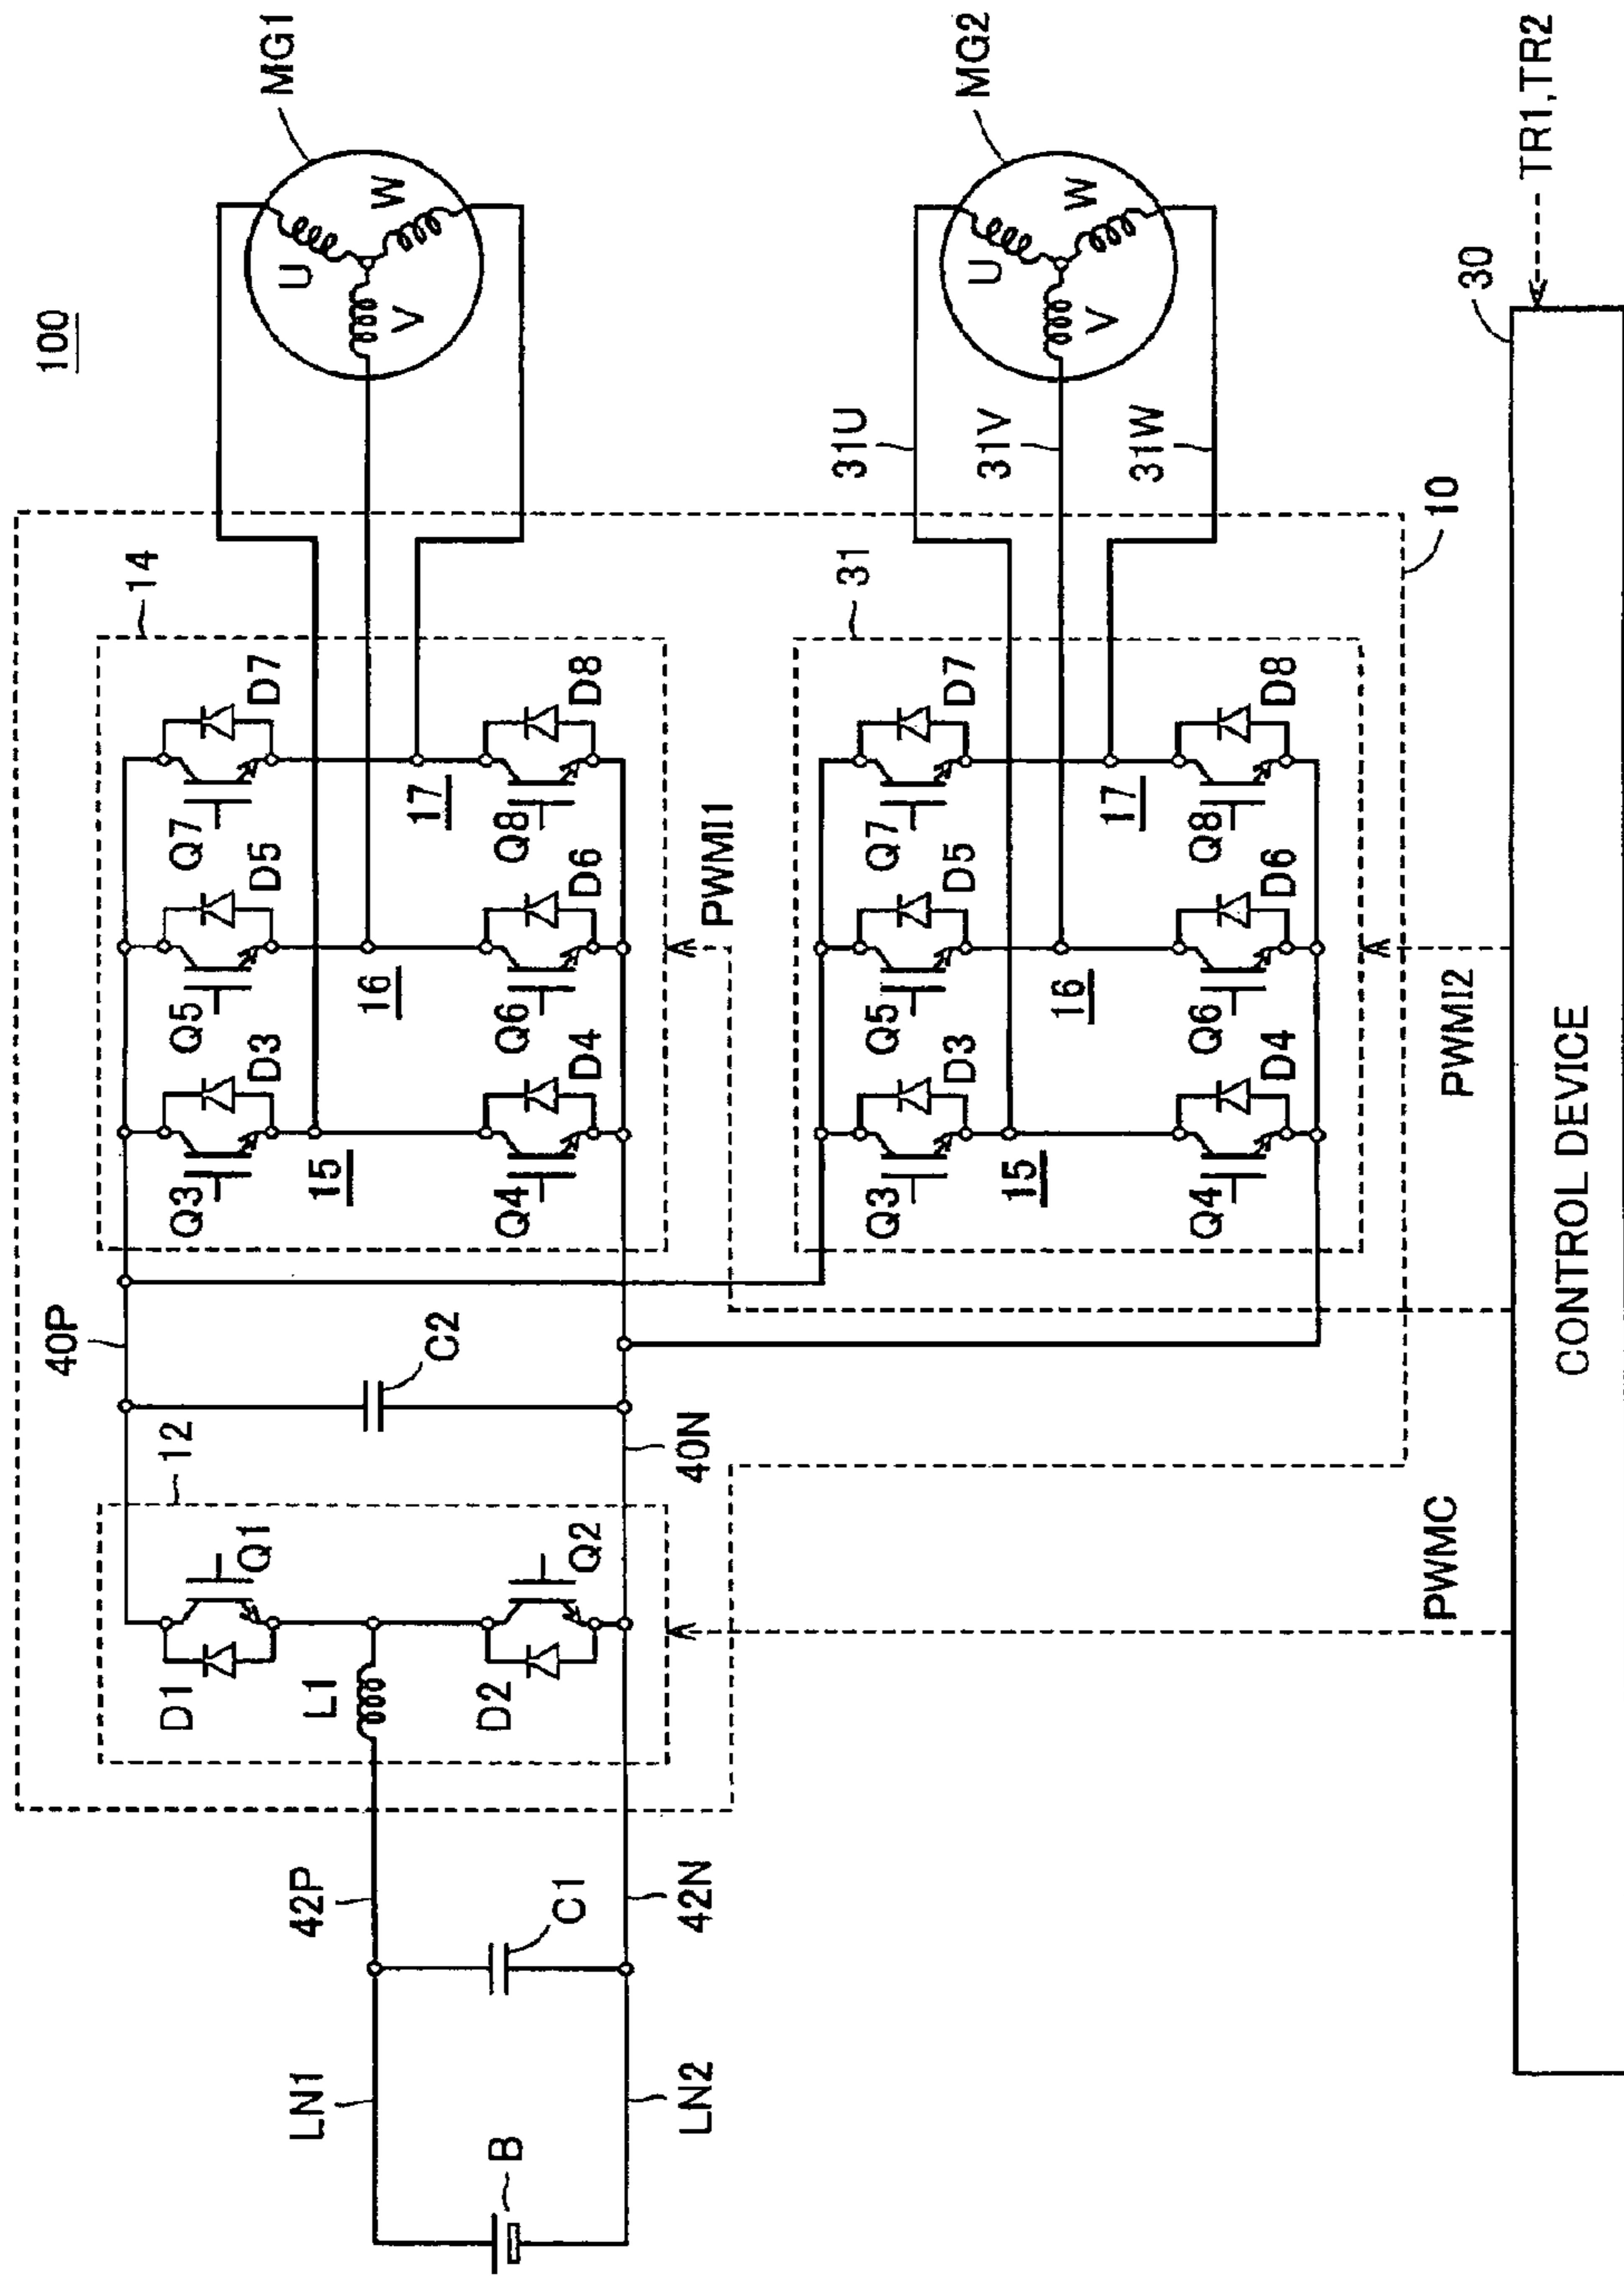 100
MG1
U
V
W
14
40P
12
Q7
D7
Q5
D5
Q3
D3
15
16
17
Q8
D8
Q6
D6
Q4
D4
PWMI1
C2
40N
D1
Q1
L1
D2
Q2
42P
C1
42N
LN1
LN2
B
MG2
U
V
W
31U
31V
31W
31
10
Q7
D7
Q5
D5
Q3
D3
15
16
17
Q8
D8
Q6
D6
Q4
D4
PWMI2
PWMC
30
TR1,TR2
CONTROL DEVICE